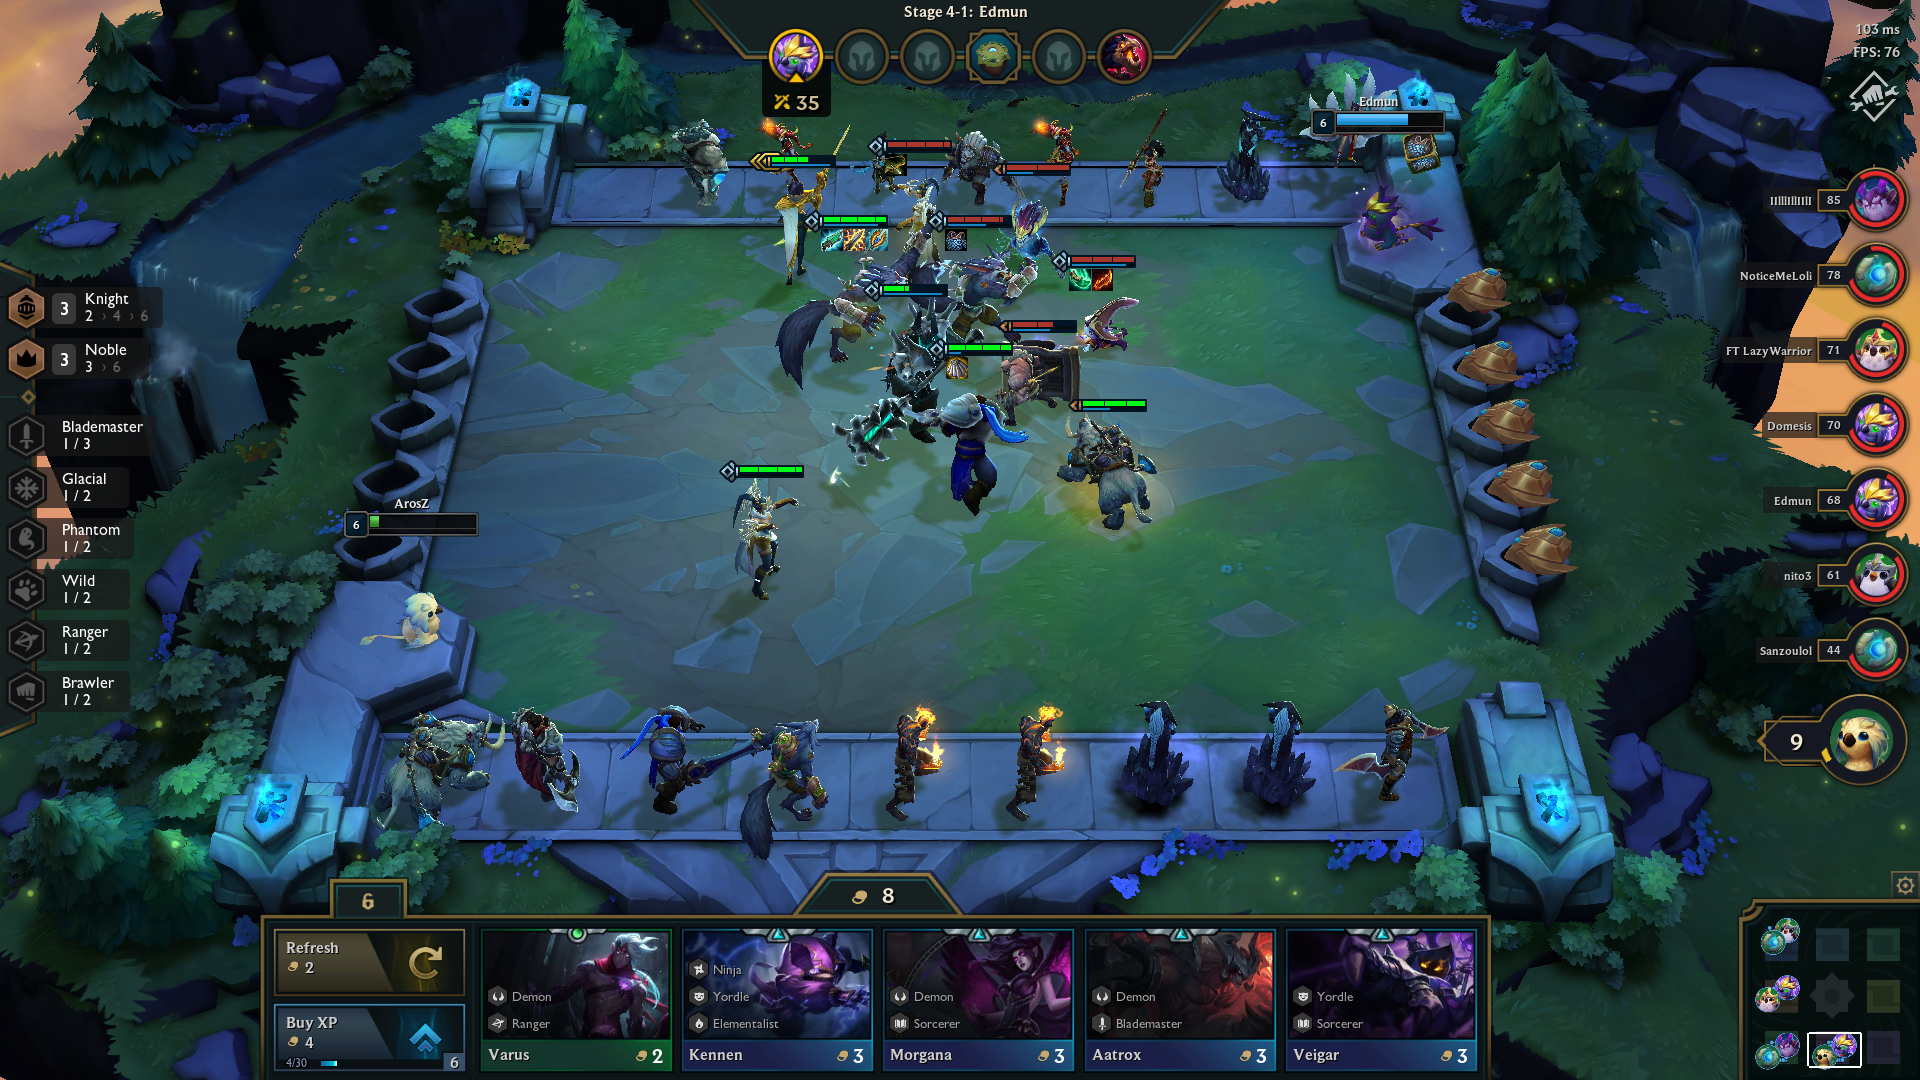 Stage 4-1: Edmun
103 ms
FPS: 76
35
Edmun
6
IIIIIIIIIIII 85
NoticeMeLoli 78
FT LazyWarrior 71
Domesis 70
Edmun 68
nito3 61
Sanzoulol 44
9
3 Knight
2 › 4 › 6
3 Noble
3 › 6
Blademaster
1 / 3
Glacial
1 / 2
Phantom
1 / 2
Wild
1 / 2
Ranger
1 / 2
Brawler
1 / 2
ArosZ
6
6
8
Refresh
2
Buy XP
4
4/30
6
Demon
Ranger
Varus 2
Ninja
Yordle
Elementalist
Kennen 3
Demon
Sorcerer
Morgana 3
Demon
Blademaster
Aatrox 3
Yordle
Sorcerer
Veigar 3